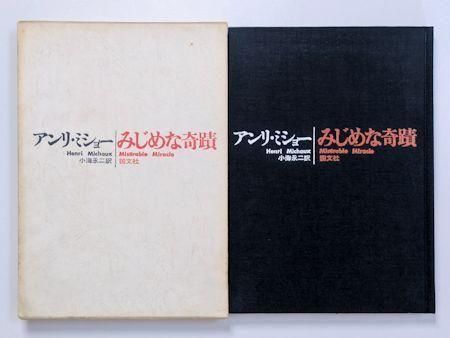 アンリ・ミショー
Henri Michaux
小海永二訳
みじめな奇蹟
Mistrable Miracle
国文社
アンリ・ミショー
Henri Michaux
小海永二訳
みじめな奇蹟
Mistrable Miracle
国文社